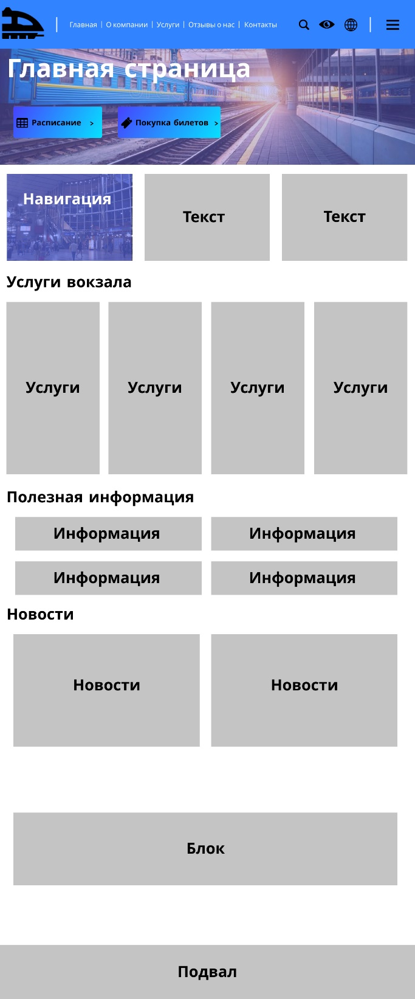 Главная | О компании | Услуги | Отзывы о нас | Контакты
Главная страница
Расписание >
Покупка билетов >
Навигация
Текст
Текст
Услуги вокзала
Услуги
Услуги
Услуги
Услуги
Полезная информация
Информация
Информация
Информация
Информация
Новости
Новости
Новости
Блок
Подвал